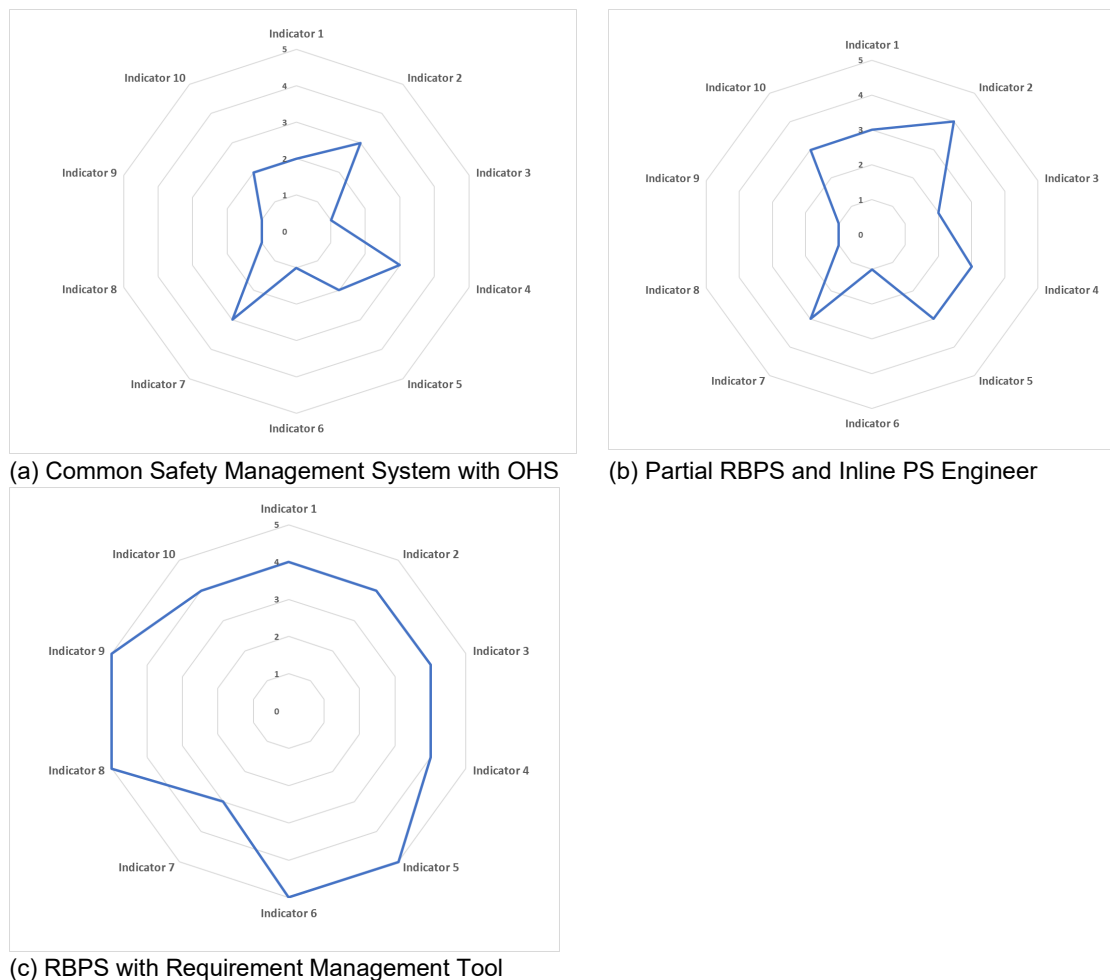 Indicator 1
5
Indicator 10
Indicator 2
4
3
2
Indicator 9
Indicator 3
1
0
Indicator 8
Indicator 4
Indicator 7
Indicator 5
Indicator 6
(a) Common Safety Management System with OHS
Indicator 1
5
Indicator 10
Indicator 2
4
3
2
Indicator 9
Indicator 3
1
0
Indicator 8
Indicator 4
Indicator 7
Indicator 5
Indicator 6
(b) Partial RBPS and Inline PS Engineer
Indicator 1
5
Indicator 10
Indicator 2
4
3
2
Indicator 9
Indicator 3
1
0
Indicator 8
Indicator 4
Indicator 7
Indicator 5
Indicator 6
(c) RBPS with Requirement Management Tool